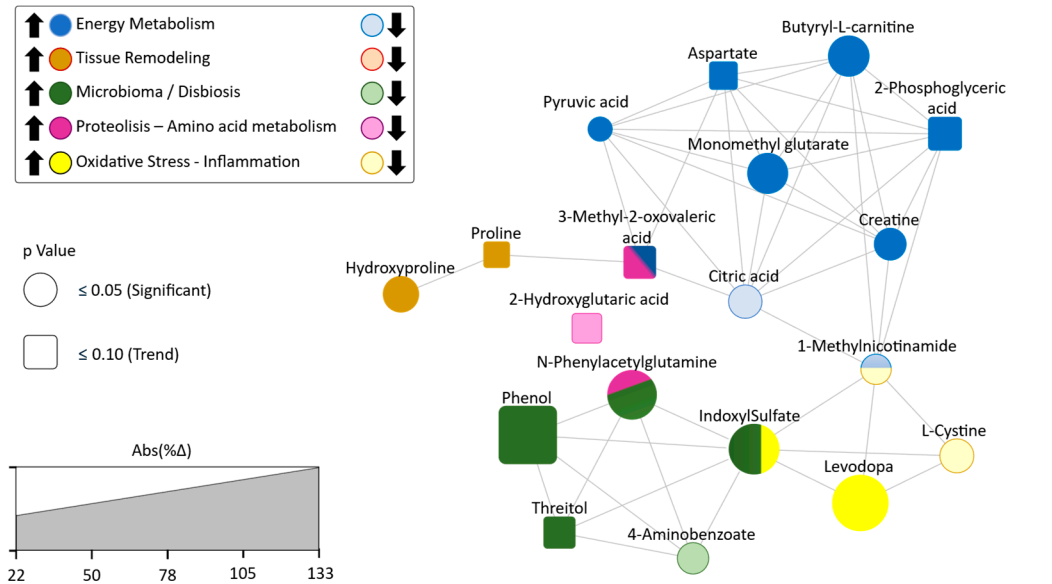 Energy Metabolism
Tissue Remodeling
Microbioma / Disbiosis
Proteolisis – Amino acid metabolism
Oxidative Stress - Inflammation
p Value
≤ 0.05 (Significant)
≤ 0.10 (Trend)
Abs(%Δ)
22 50 78 105 133
Butyryl-L-carnitine
Aspartate
2-Phosphoglyceric
acid
Pyruvic acid
Monomethyl glutarate
3-Methyl-2-oxovaleric
acid
Creatine
Proline
Hydroxyproline
Citric acid
2-Hydroxyglutaric acid
1-Methylnicotinamide
N-Phenylacetylglutamine
Phenol
IndoxylSulfate
L-Cystine
Levodopa
Threitol
4-Aminobenzoate